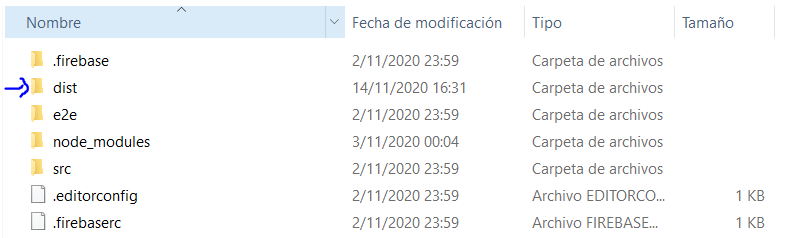 Nombre Fecha de modificación Tipo Tamaño
.firebase 2/11/2020 23:59 Carpeta de archivos
dist 14/11/2020 16:31 Carpeta de archivos
e2e 2/11/2020 23:59 Carpeta de archivos
node_modules 3/11/2020 00:04 Carpeta de archivos
src 2/11/2020 23:59 Carpeta de archivos
.editorconfig 2/11/2020 23:59 Archivo EDITORCO... 1 KB
.firebaserc 2/11/2020 23:59 Archivo FIREBASE... 1 KB